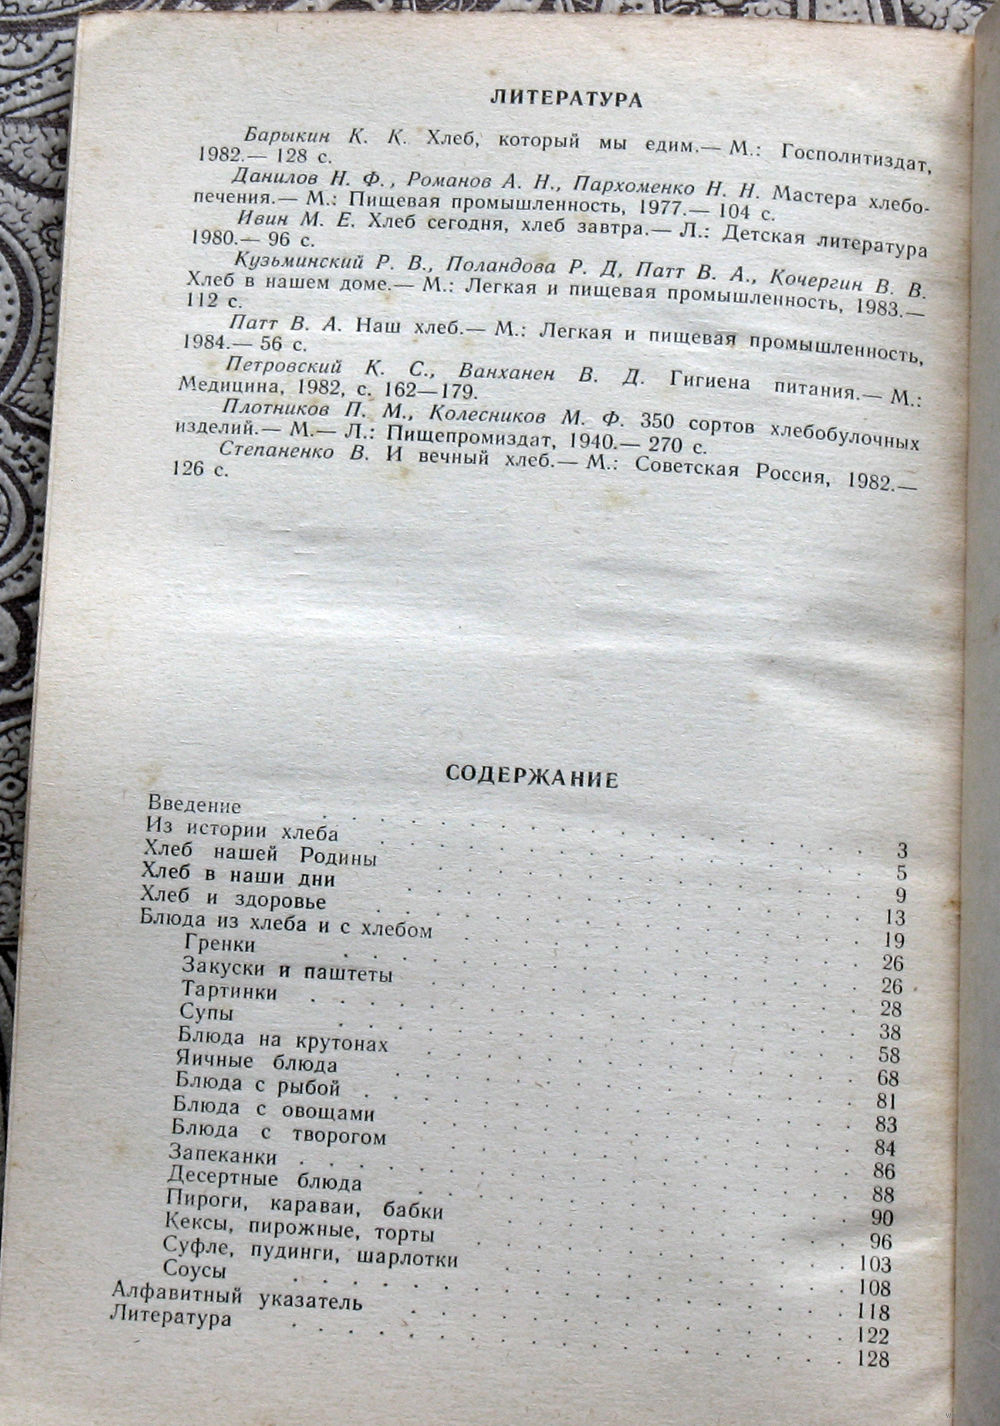 ЛИТЕРАТУРА
Барыкин К. К. Хлеб, который мы едим.— М.: Госполитиздат,
1982.— 128 с.
Данилов Н. Ф., Романов А. Н., Пархоменко Н. Н. Мастера хлебо-
печения.— М.: Пищевая промышленность, 1977.— 104 с.
Ивин М. Е. Хлеб сегодня, хлеб завтра.— Л.: Детская литература
1980.— 96 с.
Кузьминский Р. В., Поландова Р. Д, Патт В. А., Кочергин В. В.
Хлеб в нашем доме.— М.: Легкая и пищевая промышленность, 1983.—
112 с.
Патт В. А. Наш хлеб.— М.: Легкая и пищевая промышленность,
1984.— 56 с.
Петровский К. С., Ванханен В. Д. Гигиена питания.— М.:
Медицина, 1982, с. 162—179.
Плотников П. М., Колесников М. Ф. 350 сортов хлебобулочных
изделий.— М.— Л.: Пищепромиздат, 1940.— 270 с.
Степаненко В. И вечный хлеб.— М.: Советская Россия, 1982.—
126 с.
СОДЕРЖАНИЕ
Введение 3
Из истории хлеба 5
Хлеб нашей Родины 9
Хлеб в наши дни 13
Хлеб и здоровье 19
Блюда из хлеба и с хлебом 26
Гренки 26
Закуски и паштеты 28
Тартинки 38
Супы 58
Блюда на крутонах 68
Яичные блюда 81
Блюда с рыбой 83
Блюда с овощами 84
Блюда с творогом 86
Запеканки 88
Десертные блюда 90
Пироги, караваи, бабки 96
Кексы, пирожные, торты 103
Суфле, пудинги, шарлотки 108
Соусы 118
Алфавитный указатель 122
Литература 128